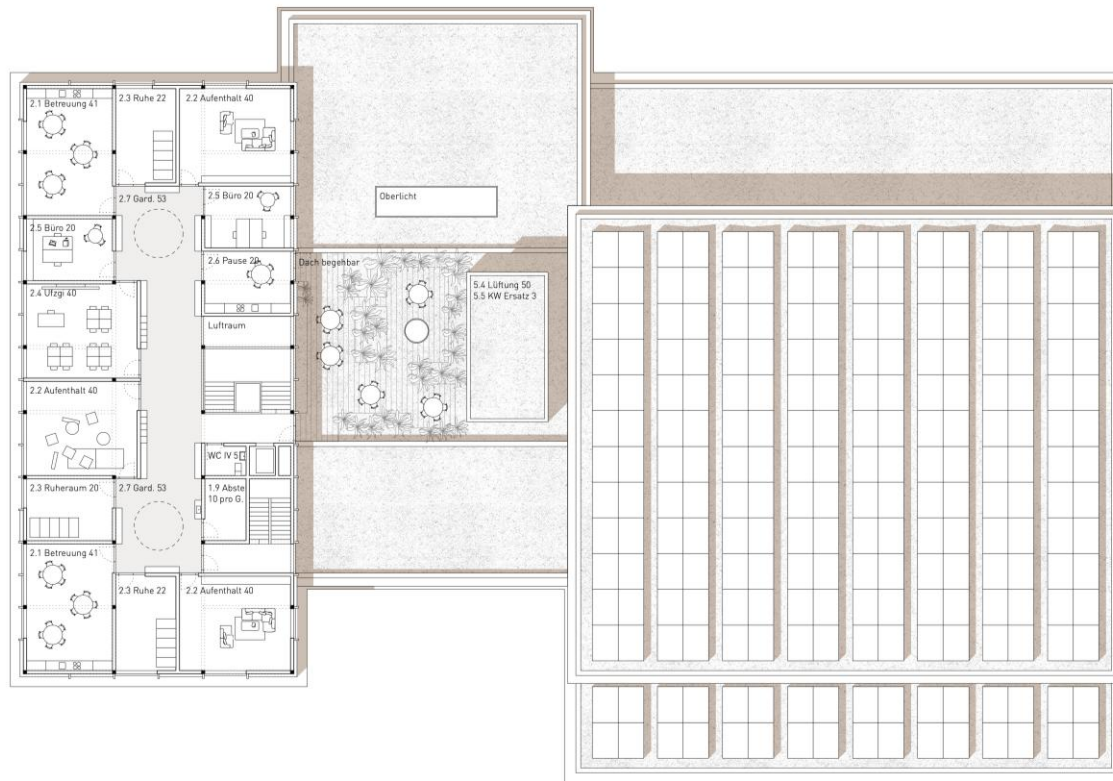 2.1 Betreuung 41
2.3 Ruhe 22
2.2 Aufenthalt 40
2.7 Gard. 53
2.5 Büro 20
Oberlicht
2.5 Büro 20
2.6 Pause 20
Dach begehbar
5.4 Lüftung 50
5.5 KW Ersatz 3
2.4 Ufzgi 40
Luftraum
2.2 Aufenthalt 40
WC IV 5
2.3 Ruheraum 20
2.7 Gard. 53
1.9 Abste
10 pro G.
2.1 Betreuung 41
2.3 Ruhe 22
2.2 Aufenthalt 40